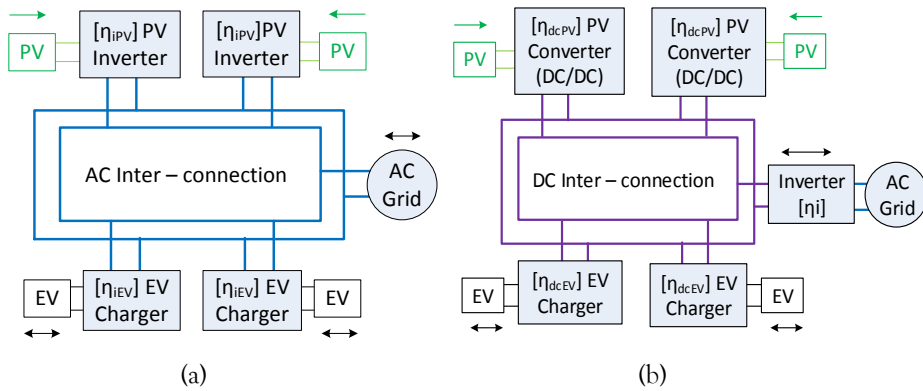 [ηiPV] PV
Inverter
[ηiPV]PV
Inverter
PV
PV
AC Inter – connection
AC
Grid
[ηiEV] EV
Charger
[ηiEV] EV
Charger
EV
EV
(a)
[ηdcPV] PV
Converter
(DC/DC)
[ηdcPV] PV
Converter
(DC/DC)
PV
PV
DC Inter – connection
Inverter
[ηi]
AC
Grid
[ηdcEV] EV
Charger
[ηdcEV] EV
Charger
EV
EV
(b)